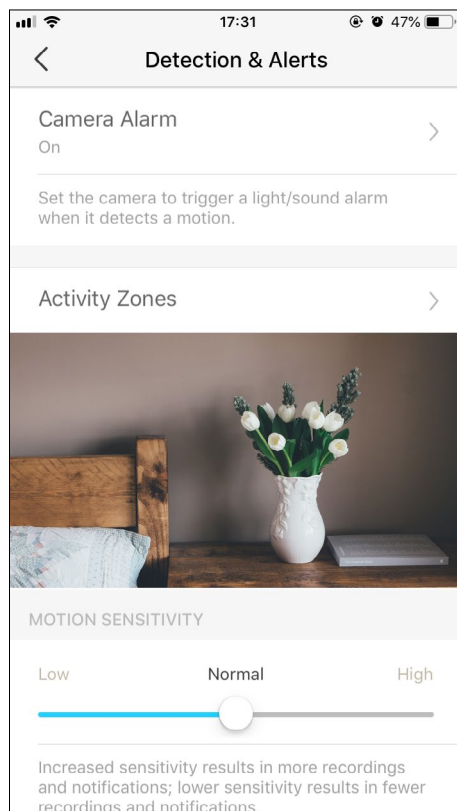 17:31
47%
Detection & Alerts
Camera Alarm
On
Set the camera to trigger a light/sound alarm
when it detects a motion.
Activity Zones
MOTION SENSITIVITY
Low Normal High
Increased sensitivity results in more recordings
and notifications; lower sensitivity results in fewer
recordings and notifications.